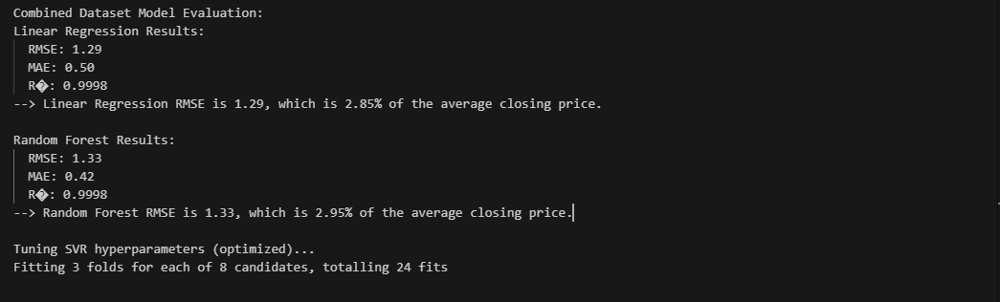 Combined Dataset Model Evaluation:
Linear Regression Results:
RMSE: 1.29
MAE: 0.50
R�: 0.9998
--> Linear Regression RMSE is 1.29, which is 2.85% of the average closing price.
Random Forest Results:
RMSE: 1.33
MAE: 0.42
R�: 0.9998
--> Random Forest RMSE is 1.33, which is 2.95% of the average closing price.
Tuning SVR hyperparameters (optimized)...
Fitting 3 folds for each of 8 candidates, totalling 24 fits